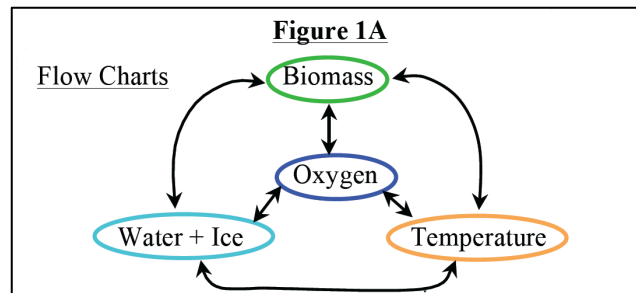 Figure 1A
Flow Charts
Biomass
Oxygen
Water + Ice
Temperature